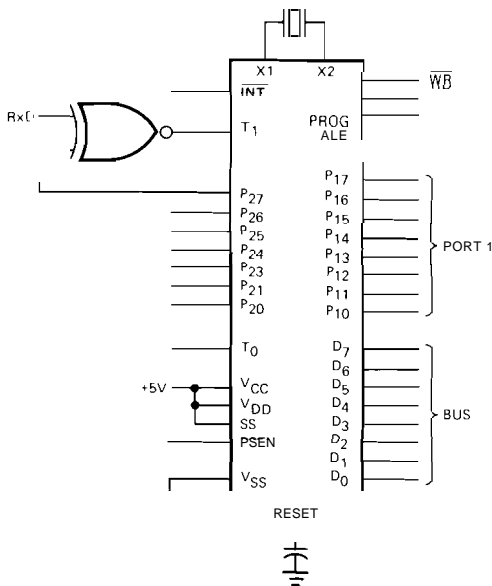 X1 X2
INT
WB
RxD
T1
PROG
ALE
P27
P26
P25
P24
P23
P21
P20
P17
P16
P15
P14
P13
P12
P11
P10
PORT 1
T0
+5V
VCC
VDD
SS
PSEN
VSS
D7
D6
D5
D4
D3
D2
D1
D0
BUS
RESET